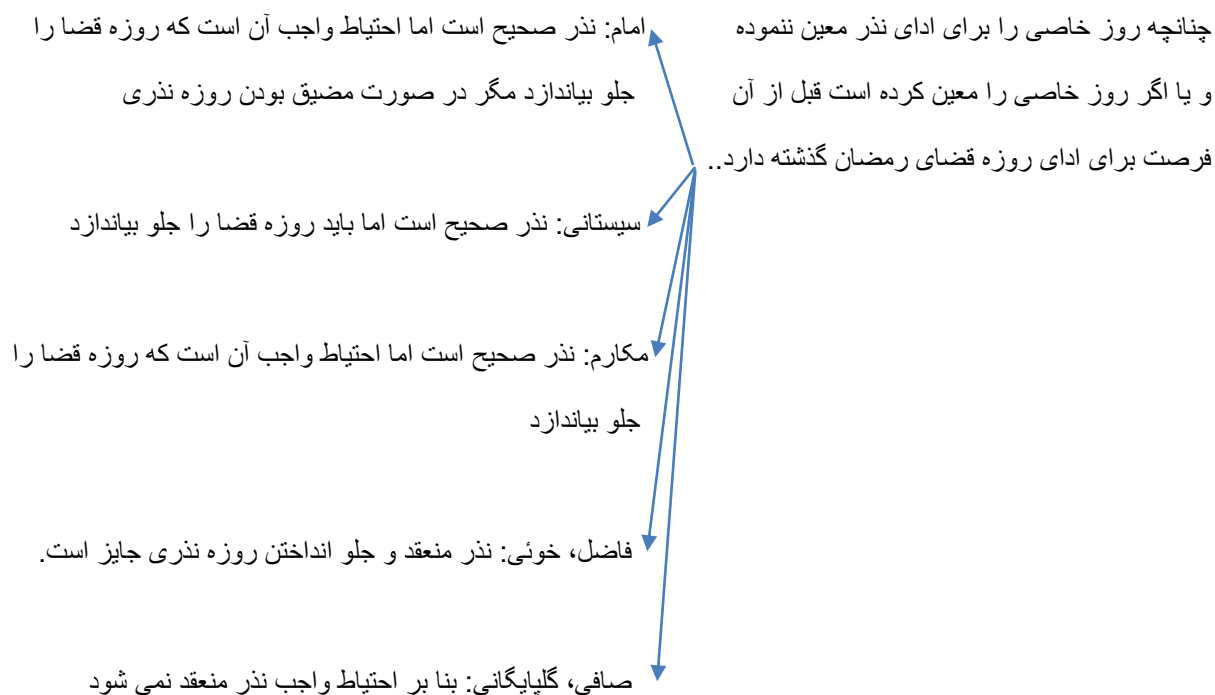 چنانچه روز خاصی را برای ادای نذر معین ننموده
و یا اگر روز خاصی را معین کرده است قبل از آن
فرصت برای ادای روزه قضای رمضان گذشته دارد..
امام: نذر صحیح است اما احتیاط واجب آن است که روزه قضا را
جلو بیاندازد مگر در صورت مضیق بودن روزه نذری
سیستانی: نذر صحیح است اما باید روزه قضا را جلو بیاندازد
مکارم: نذر صحیح است اما احتیاط واجب آن است که روزه قضا را
جلو بیاندازد
فاضل، خوئی: نذر منعقد و جلو انداختن روزه نذری جایز است.
صافی، گلپایگانی: بنا بر احتیاط واجب نذر منعقد نمی شود